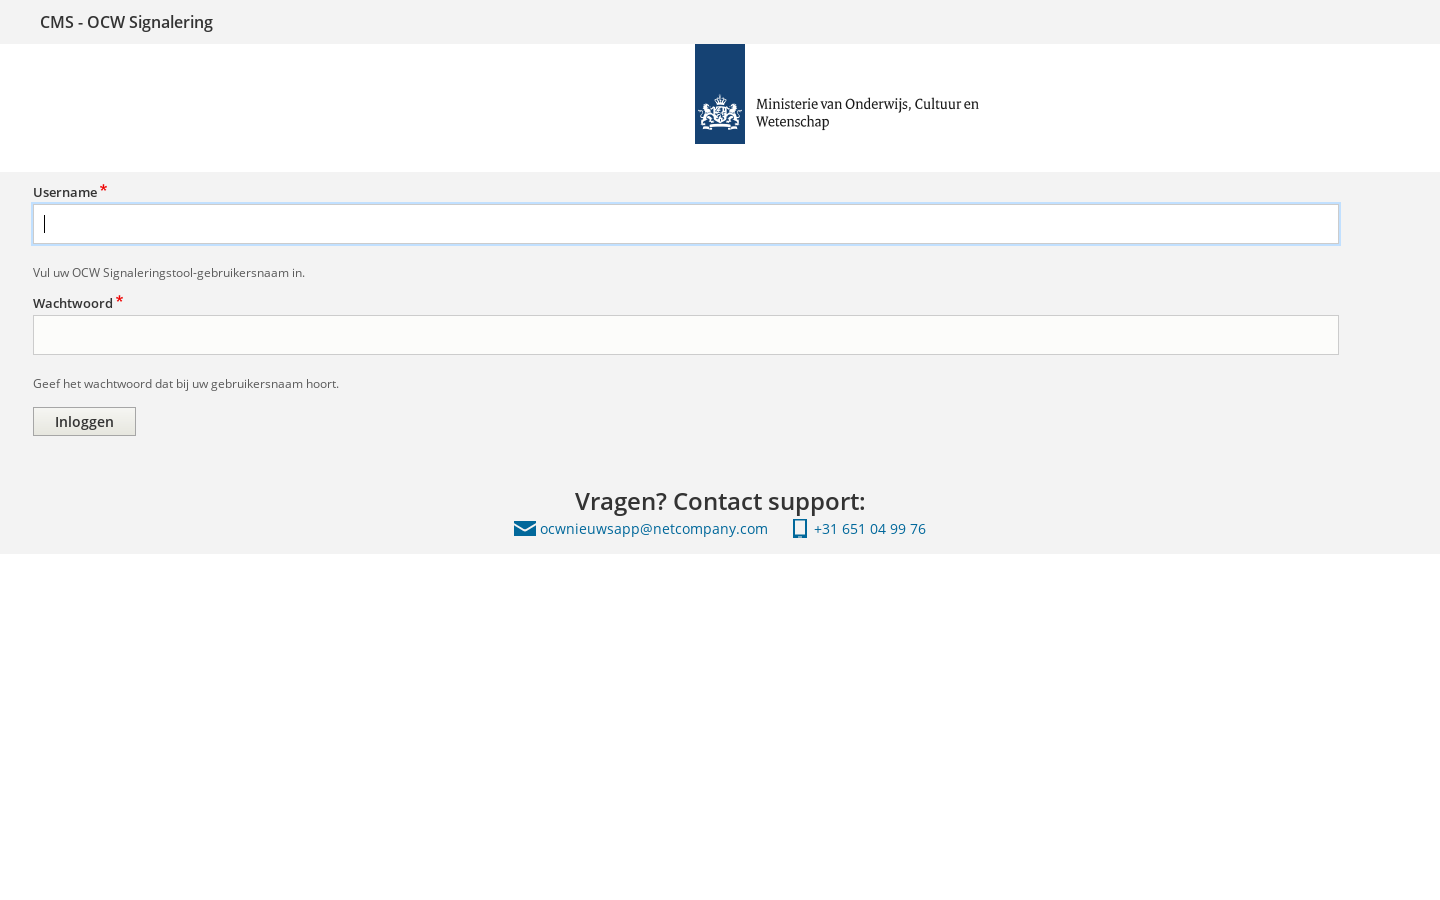 CMS - OCW Signalering
Ministerie van Onderwijs, Cultuur en
Wetenschap
Username *
Vul uw OCW Signaleringstool-gebruikersnaam in.
Wachtwoord *
Geef het wachtwoord dat bij uw gebruikersnaam hoort.
Inloggen
Vragen? Contact support:
ocwnieuwsapp@netcompany.com +31 651 04 99 76